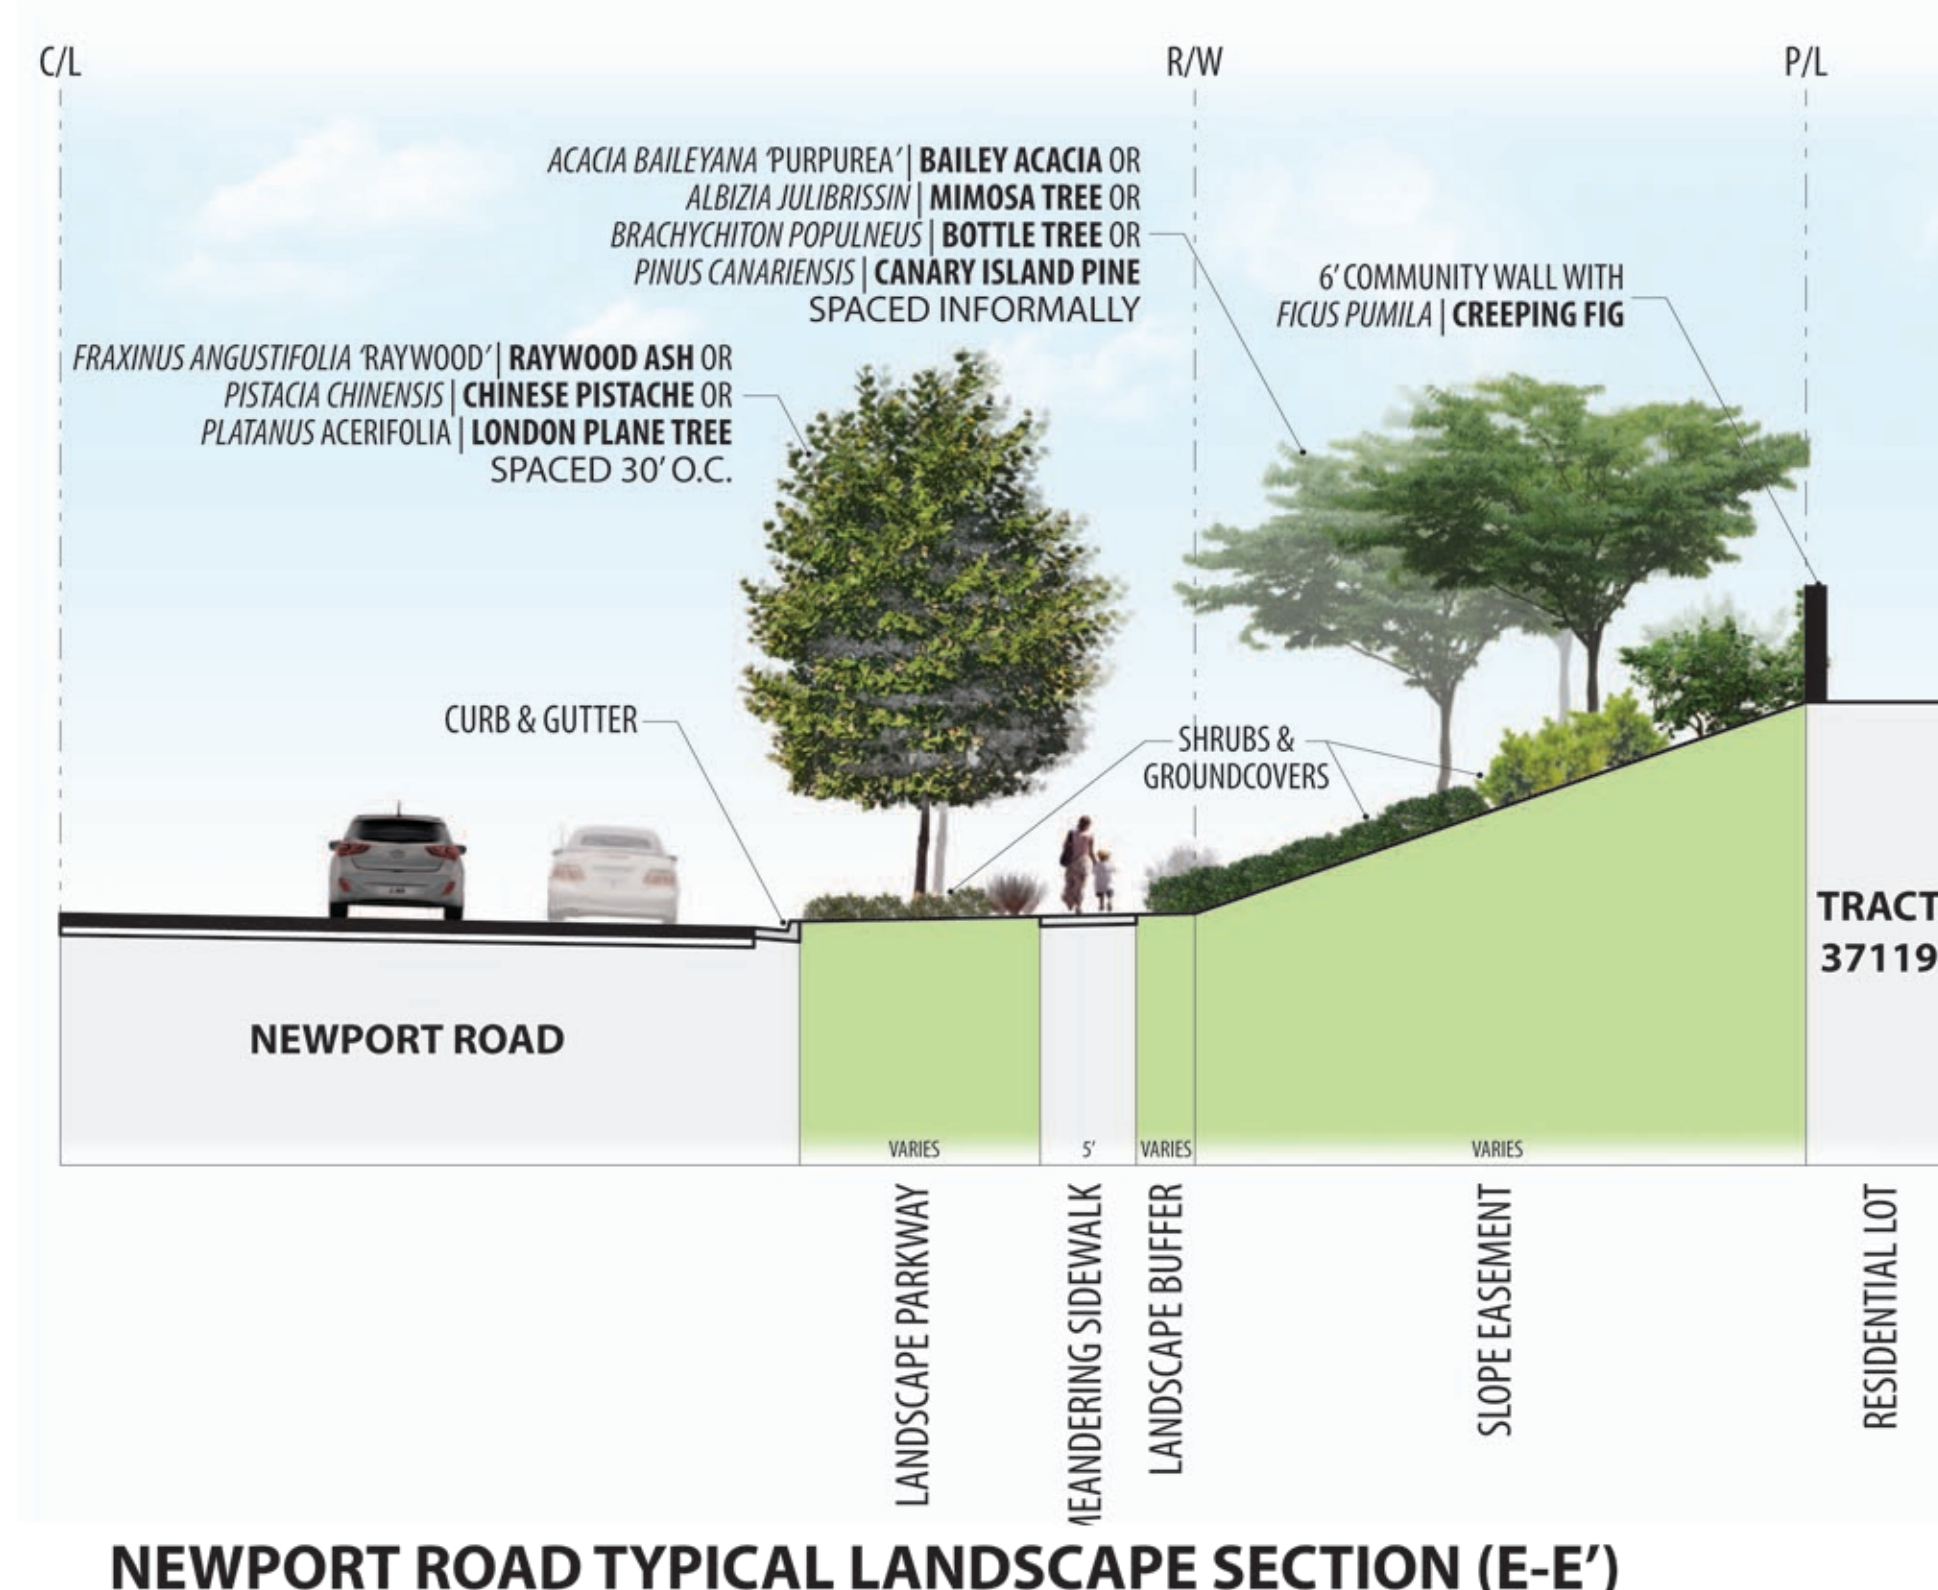 C/L
R/W
P/L
ACACIA BAILEYANA ‘PURPUREA’ | BAILEY ACACIA OR
ALBIZIA JULIBRISSIN | MIMOSA TREE OR
BRACHYCHITON POPULNEUS | BOTTLE TREE OR
PINUS CANARIENSIS | CANARY ISLAND PINE
SPACED INFORMALLY
6’ COMMUNITY WALL WITH
FICUS PUMILA | CREEPING FIG
FRAXINUS ANGUSTIFOLIA ‘RAYWOOD’ | RAYWOOD ASH OR
PISTACIA CHINENSIS | CHINESE PISTACHE OR
PLATANUS ACERIFOLIA | LONDON PLANE TREE
SPACED 30’ O.C.
CURB & GUTTER
SHRUBS &
GROUNDCOVERS
TRACT
37119
NEWPORT ROAD
VARIES
5’
VARIES
VARIES
LANDSCAPE PARKWAY
MEANDERING SIDEWALK
LANDSCAPE BUFFER
SLOPE EASEMENT
RESIDENTIAL LOT
NEWPORT ROAD TYPICAL LANDSCAPE SECTION (E-E’)